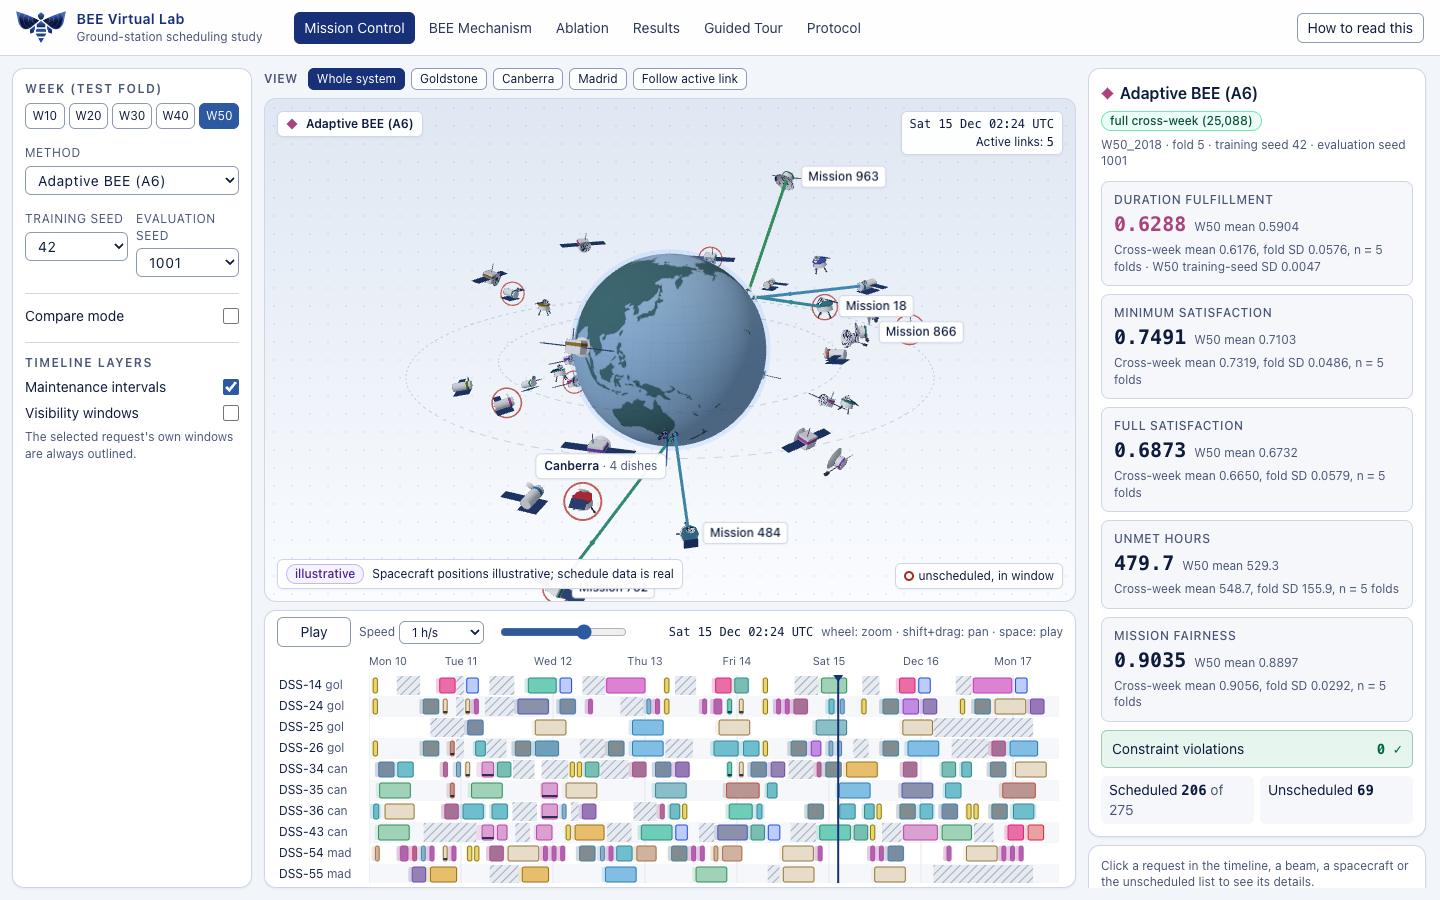 BEE Virtual Lab
Ground-station scheduling study
Mission Control
BEE Mechanism
Ablation
Results
Guided Tour
Protocol
How to read this
WEEK (TEST FOLD)
W10
W20
W30
W40
W50
METHOD
Adaptive BEE (A6)
TRAINING SEED
42
EVALUATION
SEED
1001
Compare mode
TIMELINE LAYERS
Maintenance intervals
Visibility windows
The selected request's own windows
are always outlined.
VIEW
Whole system
Goldstone
Canberra
Madrid
Follow active link
Adaptive BEE (A6)
Sat 15 Dec 02:24 UTC
Active links: 5
Mission 963
Mission 18
Mission 866
Canberra · 4 dishes
Mission 484
illustrative Spacecraft positions illustrative; schedule data is real
unscheduled, in window
Play
Speed
1 h/s
Sat 15 Dec 02:24 UTC
wheel: zoom · shift+drag: pan · space: play
Mon 10
Tue 11
Wed 12
Thu 13
Fri 14
Sat 15
Dec 16
Mon 17
DSS-14 gol
DSS-24 gol
DSS-25 gol
DSS-26 gol
DSS-34 can
DSS-35 can
DSS-36 can
DSS-43 can
DSS-54 mad
DSS-55 mad
Adaptive BEE (A6)
full cross-week (25,088)
W50_2018 · fold 5 · training seed 42 · evaluation seed
1001
DURATION FULFILLMENT
0.6288 W50 mean 0.5904
Cross-week mean 0.6176, fold SD 0.0576, n = 5
folds · W50 training-seed SD 0.0047
MINIMUM SATISFACTION
0.7491 W50 mean 0.7103
Cross-week mean 0.7319, fold SD 0.0486, n = 5
folds
FULL SATISFACTION
0.6873 W50 mean 0.6732
Cross-week mean 0.6650, fold SD 0.0579, n = 5
folds
UNMET HOURS
479.7 W50 mean 529.3
Cross-week mean 548.7, fold SD 155.9, n = 5 folds
MISSION FAIRNESS
0.9035 W50 mean 0.8897
Cross-week mean 0.9056, fold SD 0.0292, n = 5
folds
Constraint violations 0 ✓
Scheduled 206 of
275
Unscheduled 69
Click a request in the timeline, a beam, a spacecraft or
the unscheduled list to see its details.